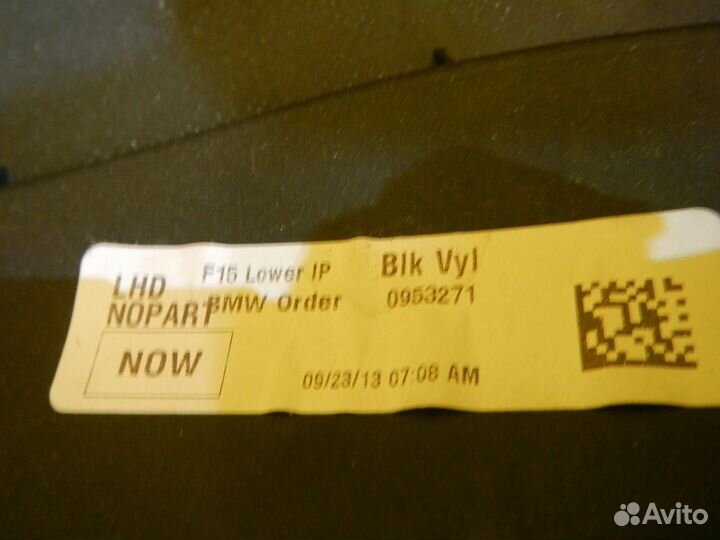 LHD F15 Lower IP Blk Vyl
NOPART BMW Order 0953271
NOW
09/23/13 07:08 AM
Avito